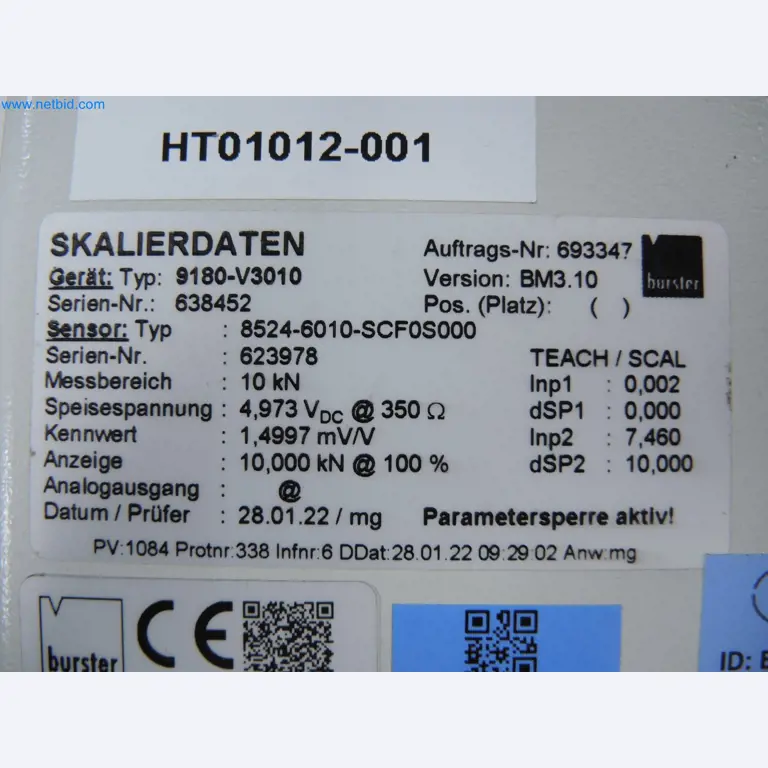 www.netbid.com
HT01012-001
SKALIERDATEN
Auftrags-Nr: 693347
burster
Gerät: Typ: 9180-V3010
Version: BM3.10
Serien-Nr.: 638452
Pos. (Platz): ( )
Sensor: Typ : 8524-6010-SCF0S000
Serien-Nr. : 623978
TEACH / SCAL
Messbereich : 10 kN
Inp1 : 0,002
Speisespannung : 4,973 VDC @ 350 Ω
dSP1 : 0,000
Kennwert : 1,4997 mV/V
Inp2 : 7,460
Anzeige : 10,000 kN @ 100 %
dSP2 : 10,000
Analogausgang : @
Datum / Prüfer : 28.01.22 / mg
Parametersperre aktiv!
PV:1084 Protnr:338 Infnr:6 DDat:28.01.22 09:29:02 Anw:mg
burster
CE
ID: